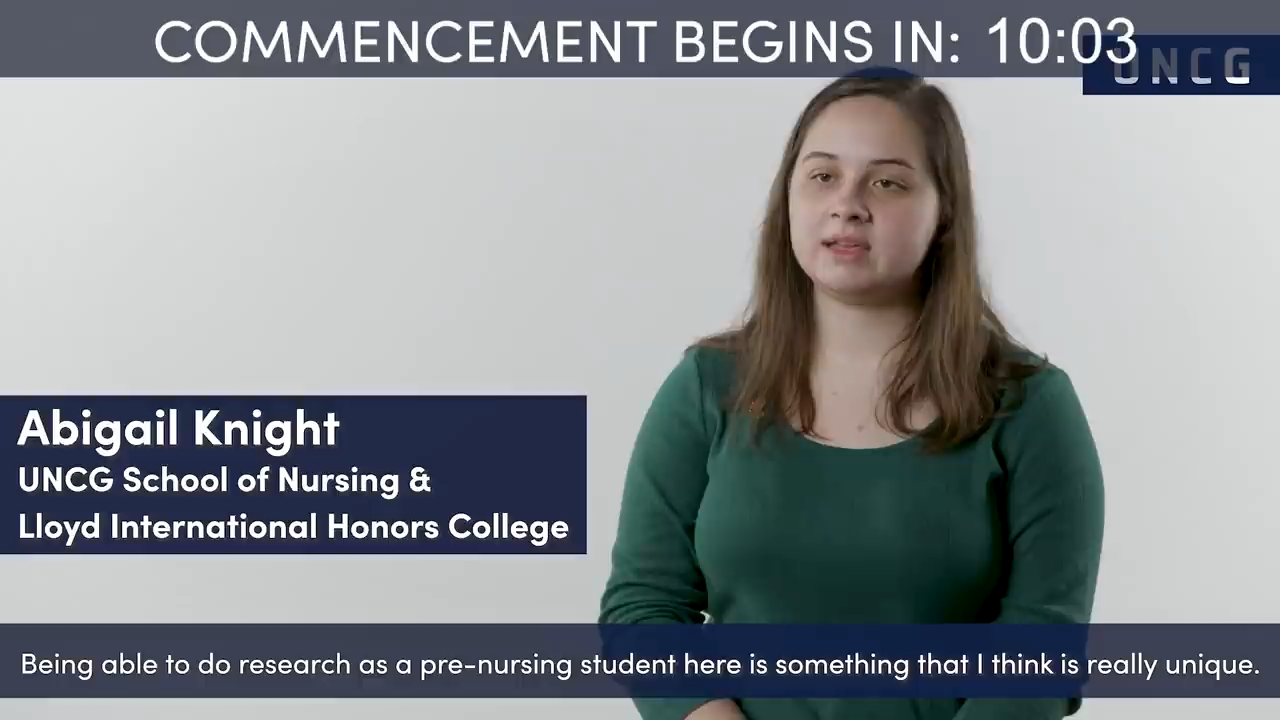 COMMENCEMENT BEGINS IN: 10:03
UNCG
Abigail Knight
UNCG School of Nursing &
Lloyd International Honors College
Being able to do research as a pre-nursing student here is something that I think is really unique.